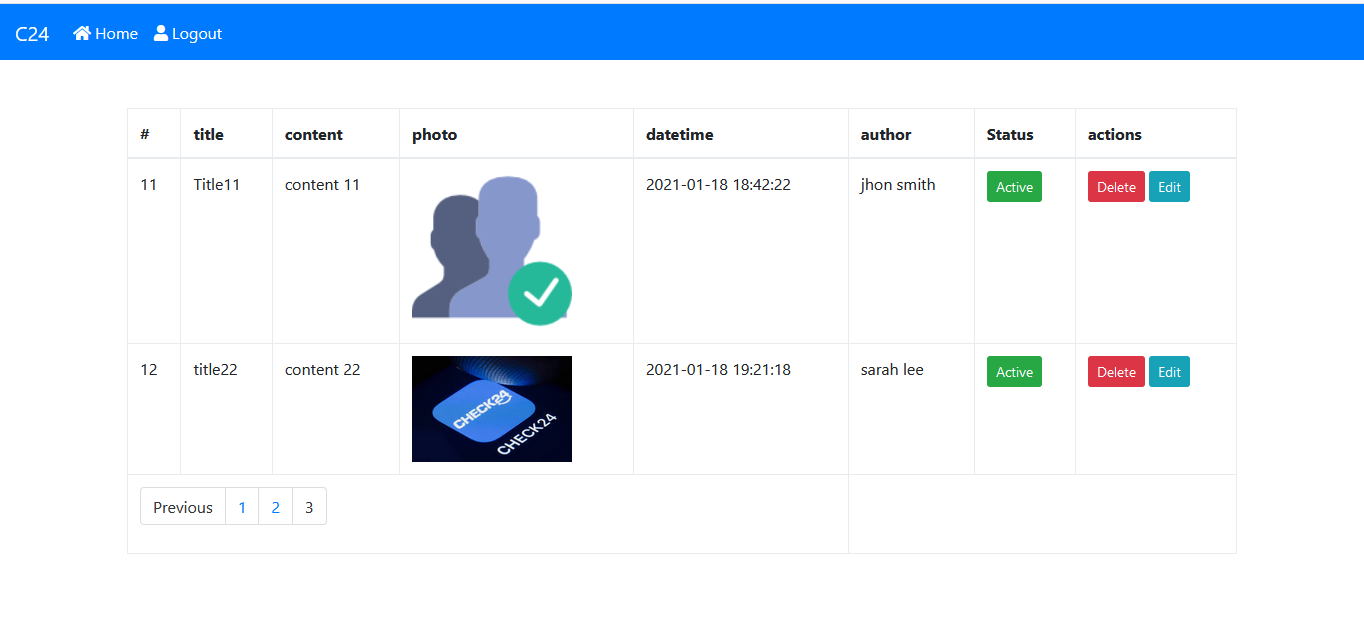 C24 Home Logout
# title content photo datetime author Status actions
11 Title11 content 11 2021-01-18 18:42:22 jhon smith Active Delete Edit
12 title22 content 22 2021-01-18 19:21:18 sarah lee Active Delete Edit
CHECK24
CHECK24
Previous 1 2 3